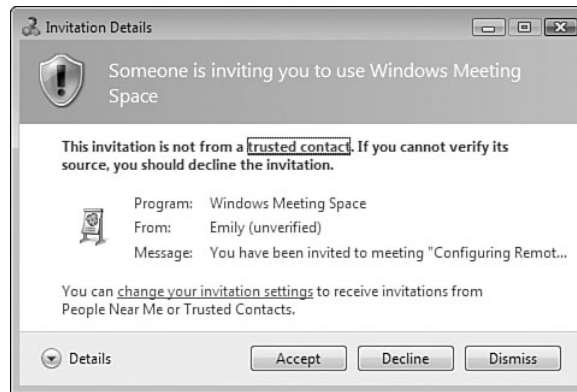 Invitation Details
Someone is inviting you to use Windows Meeting
Space
This invitation is not from a trusted contact. If you cannot verify its
source, you should decline the invitation.
Program: Windows Meeting Space
From: Emily (unverified)
Message: You have been invited to meeting "Configuring Remot...
You can change your invitation settings to receive invitations from
People Near Me or Trusted Contacts.
Details Accept Decline Dismiss